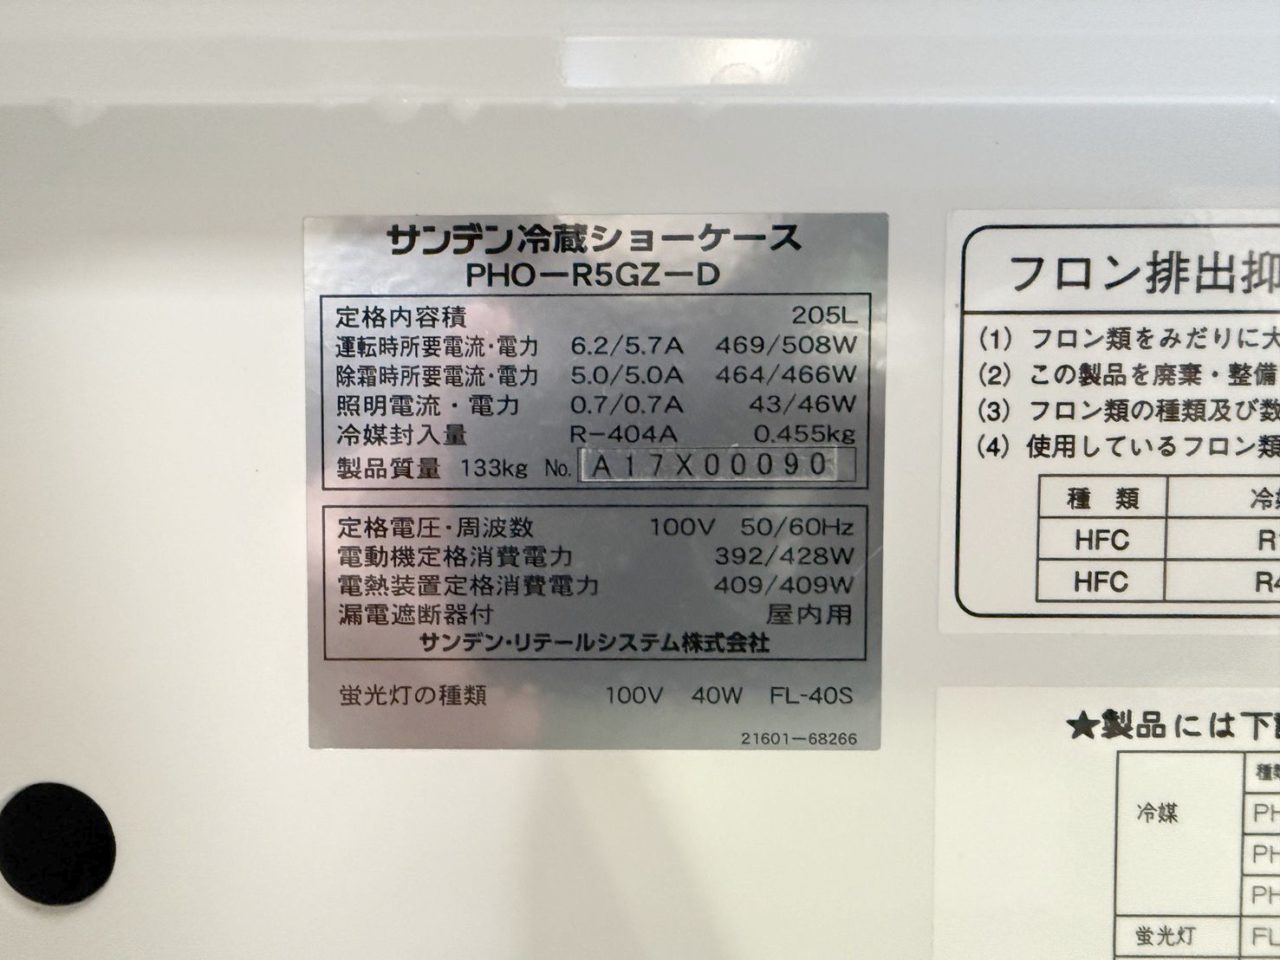 サンデン冷蔵ショーケース
PHO-R5GZ-D
定格内容積 205L
運転時所要電流・電力 6.2/5.7A 469/508W
除霜時所要電流・電力 5.0/5.0A 464/466W
照明電流・電力 0.7/0.7A 43/46W
冷媒封入量 R-404A 0.455kg
製品質量 133kg No. A17X00090
定格電圧・周波数 100V 50/60Hz
電動機定格消費電力 392/428W
電熱装置定格消費電力 409/409W
漏電遮断器付 屋内用
サンデン・リテールシステム株式会社
蛍光灯の種類 100V 40W FL-40S
21601-68266
フロン排出抑
(1) フロン類をみだりに大
(2) この製品を廃棄・整備
(3) フロン類の種類及び数
(4) 使用しているフロン類
種 類 冷
HFC R
HFC R4
★製品には下
種
冷媒 PH
PH
PH
蛍光灯 FL